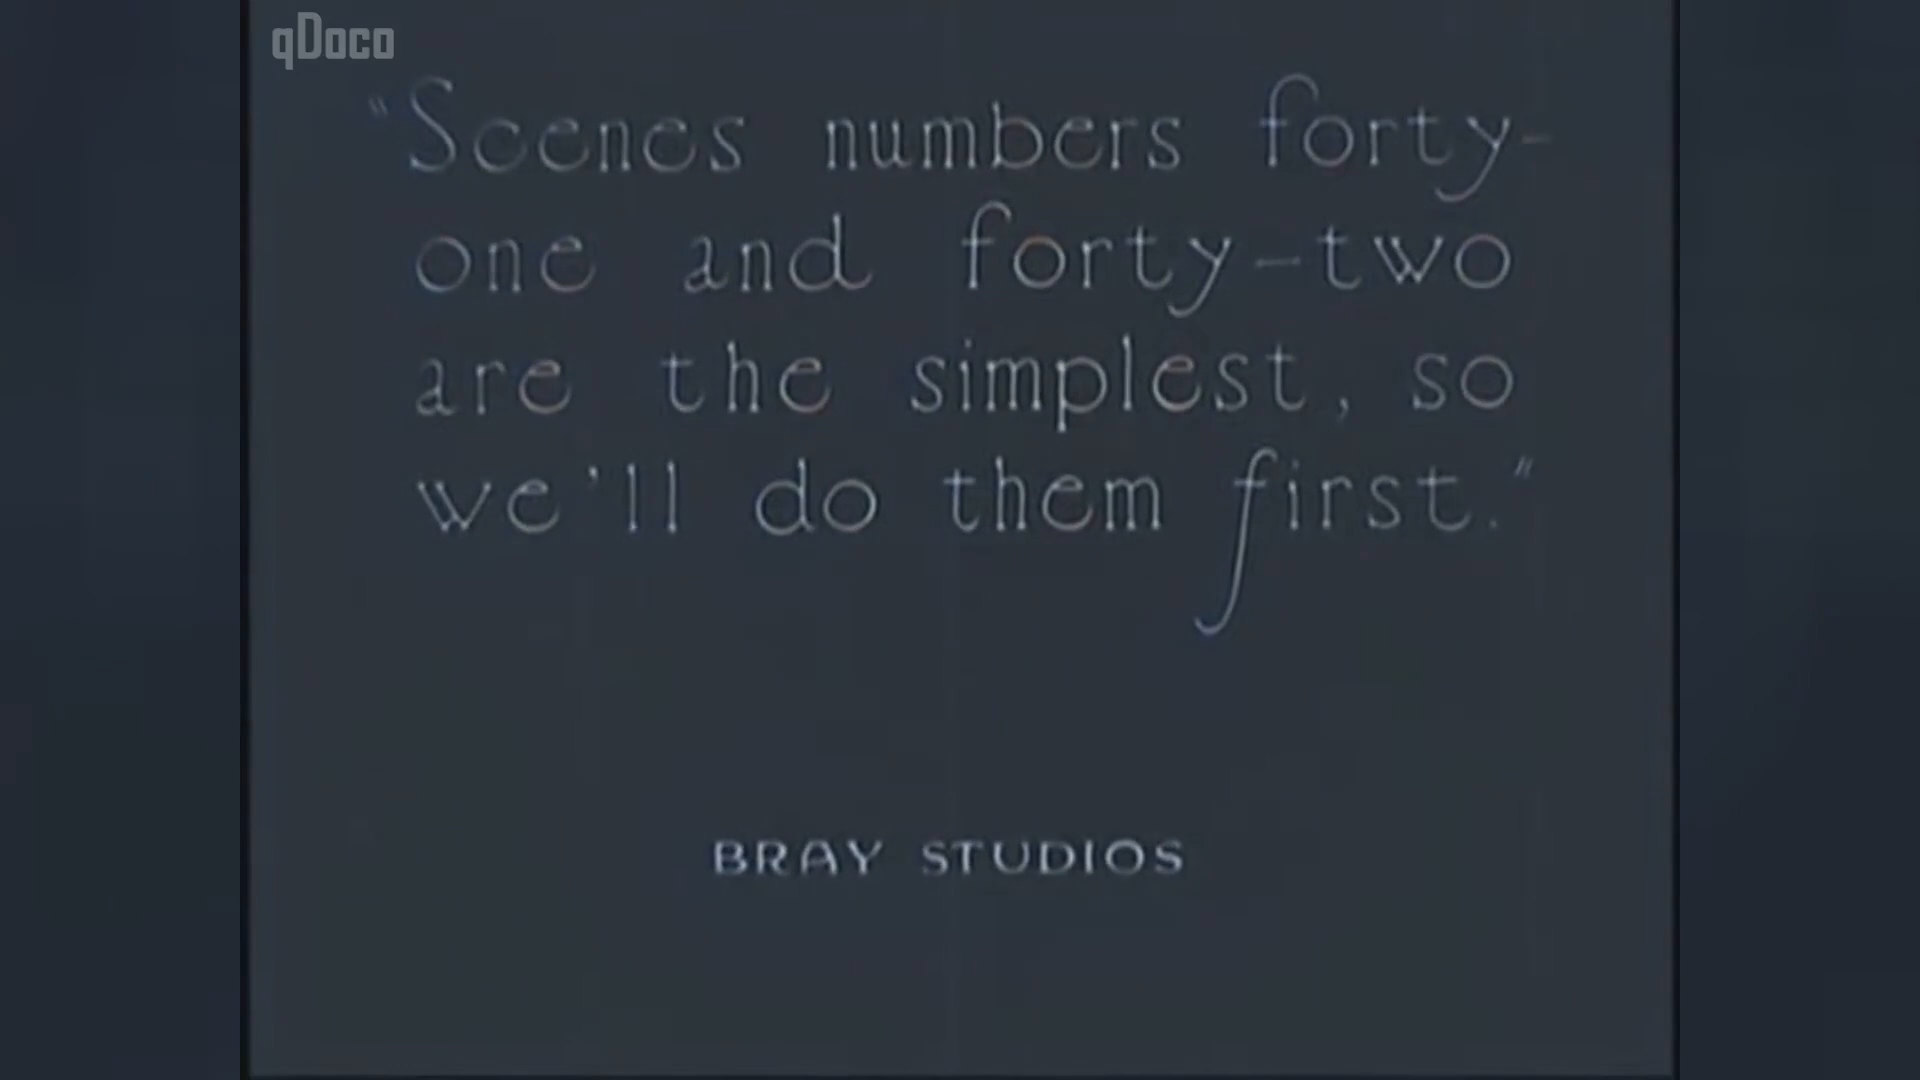 qDoco
"Scenes numbers forty-
one and forty-two
are the simplest, so
we'll do them first."
BRAY STUDIOS